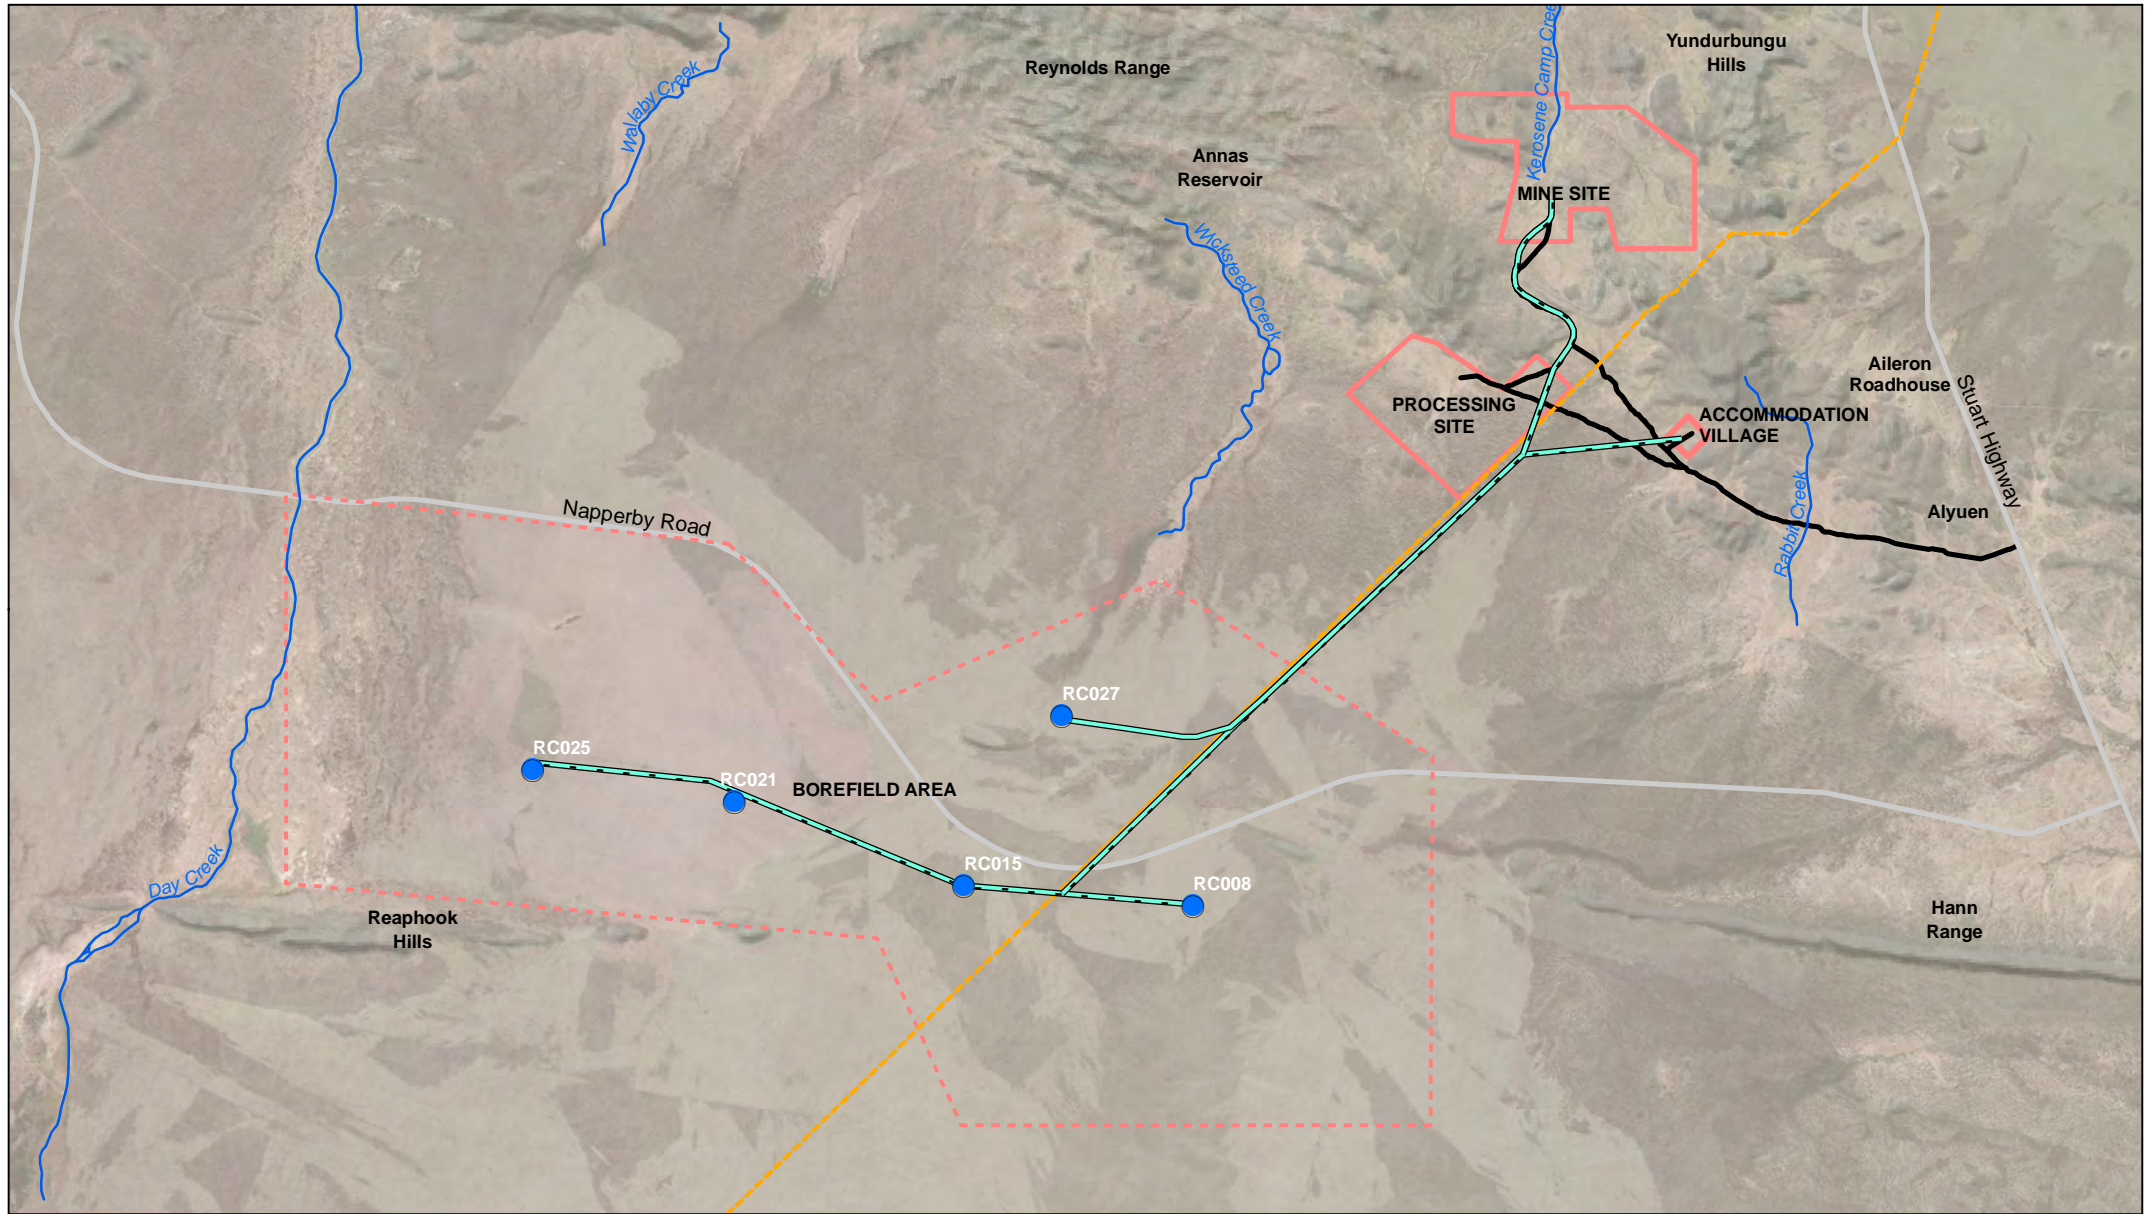 Kerosene Camp Creek
Yundurbungu
Hills
Reynolds Range
Wallaby Creek
Annas
Reservoir
MINE SITE
Wicksteed Creek
Aileron
Roadhouse
Stuart Highway
PROCESSING
SITE
ACCOMMODATION
VILLAGE
Napperby Road
Rabbit Creek
Alyuen
RC027
RC025
RC021
BOREFIELD AREA
RC015
RC008
Day Creek
Reaphook
Hills
Hann
Range